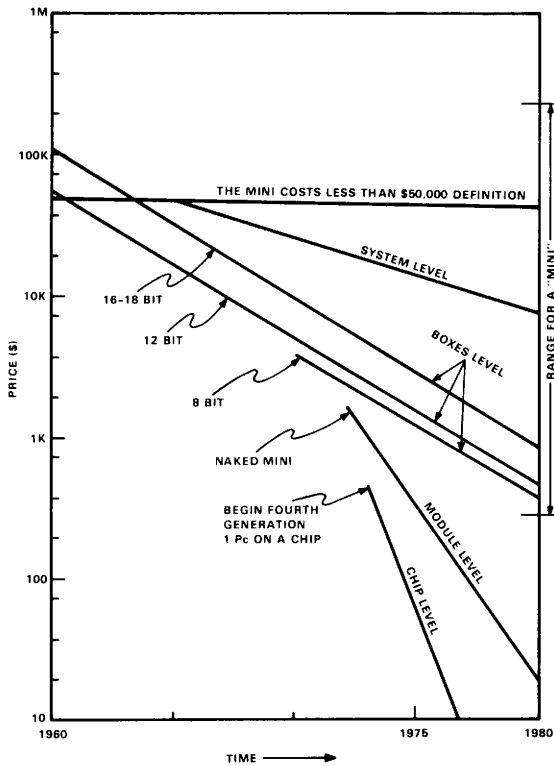 1M
100K
10K
1K
100
10
PRICE ($)
THE MINI COSTS LESS THAN $50,000 DEFINITION
SYSTEM LEVEL
16-18 BIT
12 BIT
8 BIT
BOXES LEVEL
NAKED MINI
BEGIN FOURTH
GENERATION
1 Pc ON A CHIP
MODULE LEVEL
CHIP LEVEL
RANGE FOR A "MINI"
1960
1975
1980
TIME